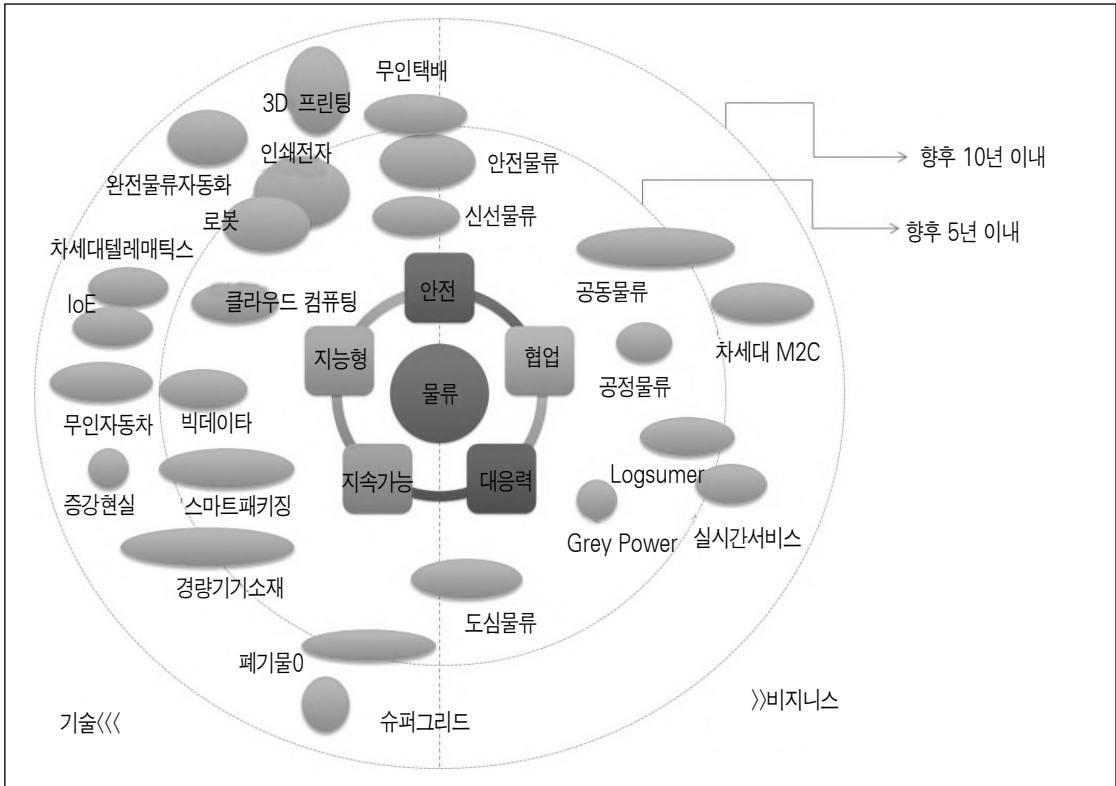 무인택배
3D 프린팅
향후 10년 이내
인쇄전자
안전물류
완전물류자동화
로봇
신선물류
향후 5년 이내
차세대텔레매틱스
공동물류
IoE
클라우드 컴퓨팅
안전
차세대 M2C
지능형
협업
공정물류
물류
무인자동차
빅데이타
Logsumer
지속가능
대응력
증강현실
스마트패키징
Grey Power
실시간서비스
경량기기소재
도심물류
폐기물0
기술《〈
슈퍼그리드
》비지니스